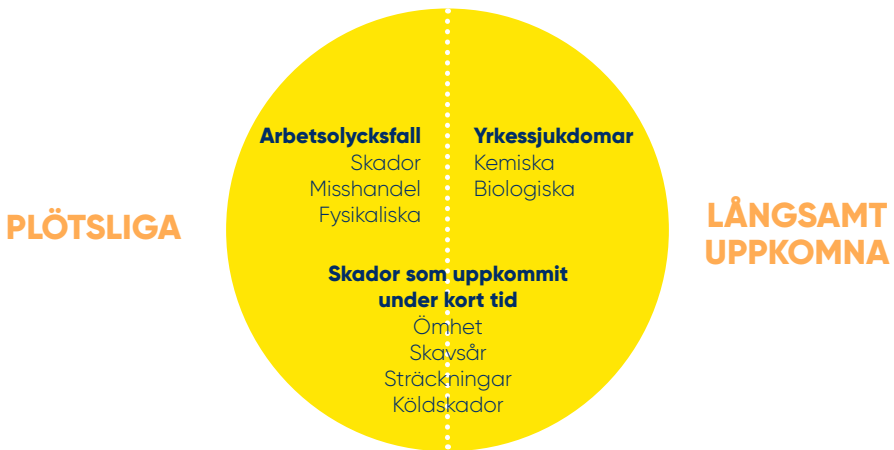 PLÖTSLIGA
Arbetsolycksfall
Skador
Misshandel
Fysikaliska
Yrkessjukdomar
Kemiska
Biologiska
Skador som uppkommit
under kort tid
Ömhet
Skavsår
Sträckningar
Köldskador
LÅNGSAMT
UPPKOMNA